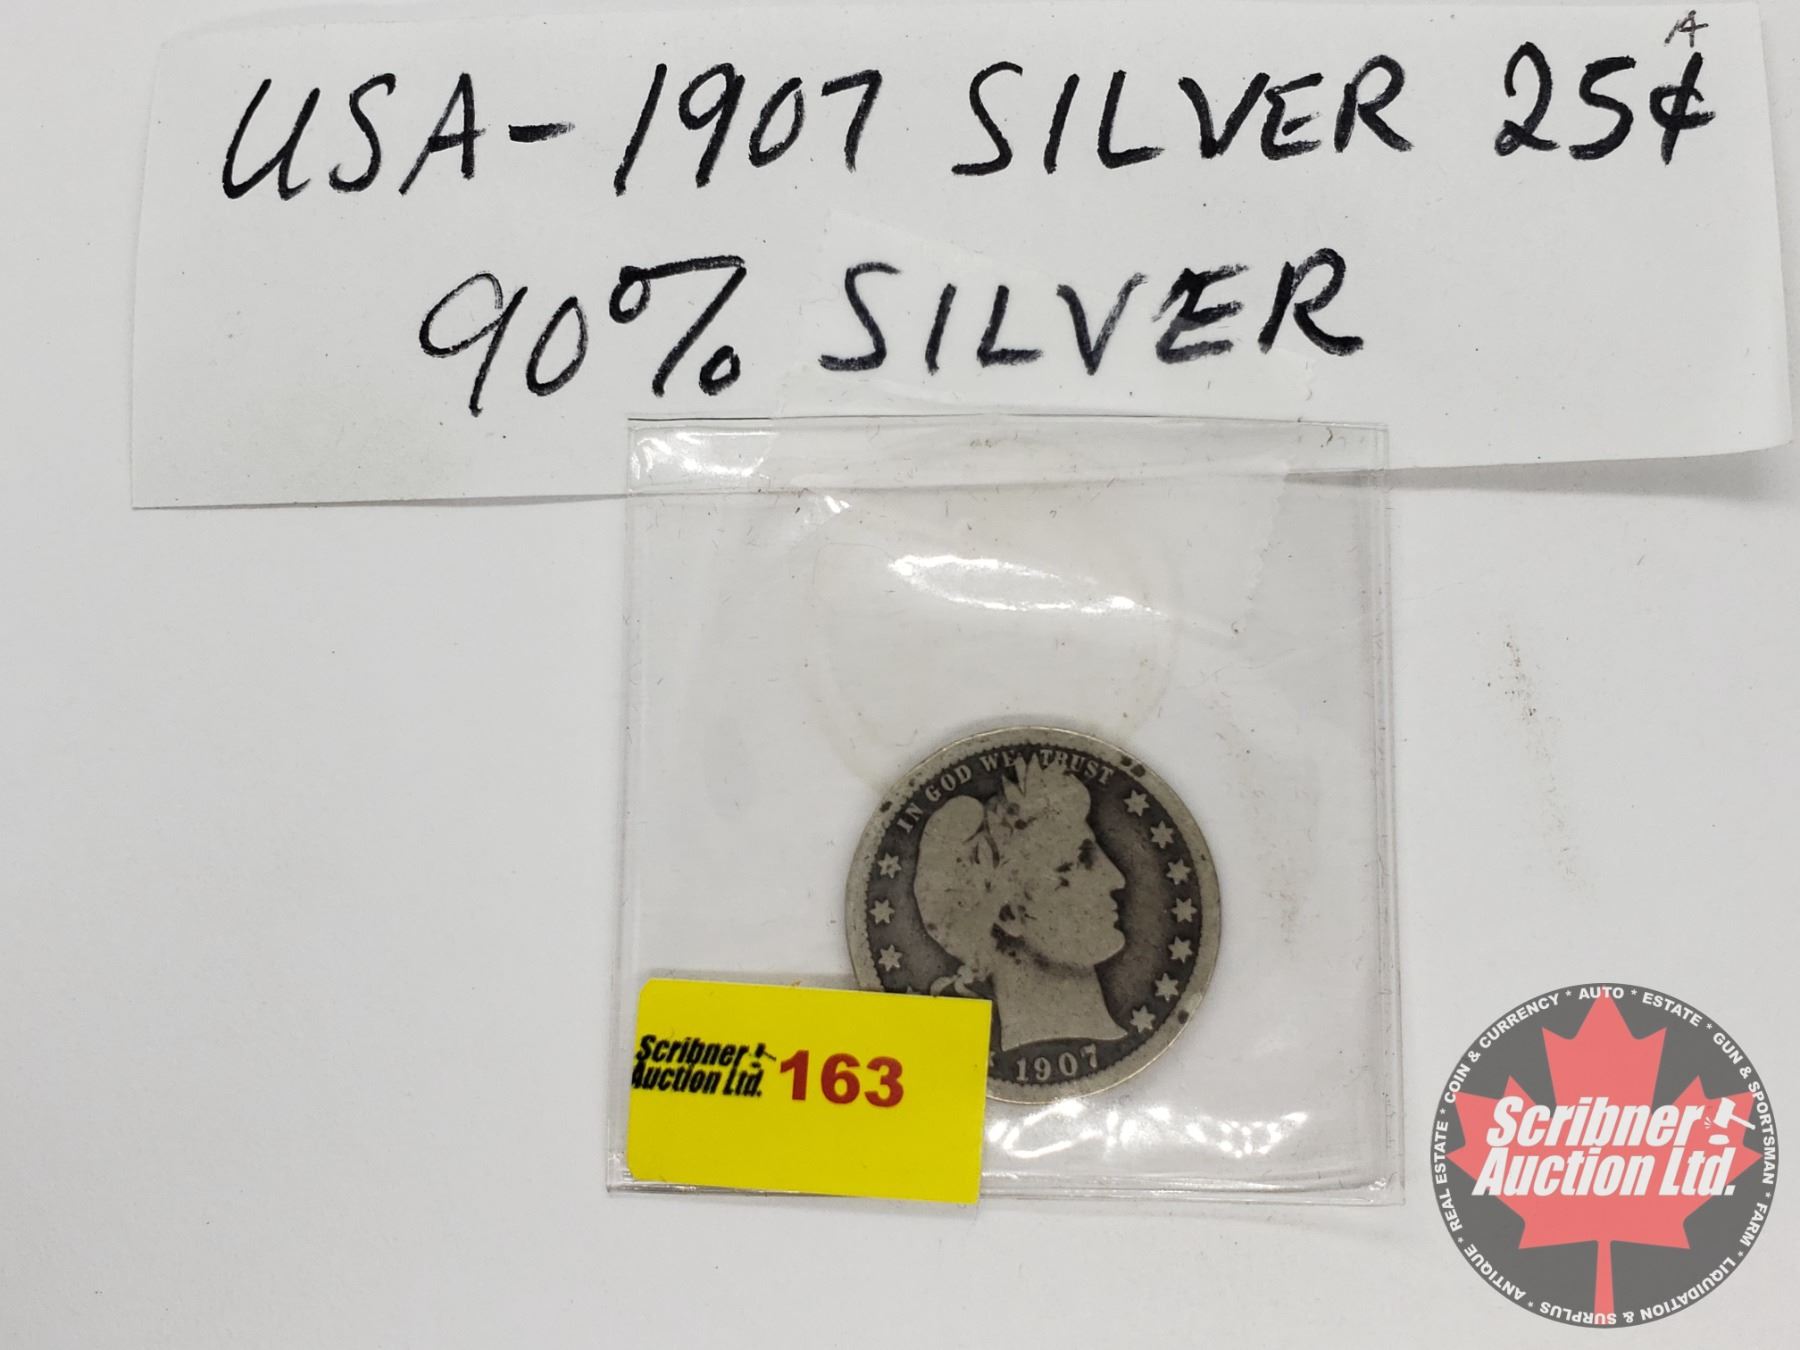 A
USA - 1907 SILVER 25¢
90% SILVER
IN GOD WE TRUST
1907
Scribner
Auction Ltd. 163
REAL ESTATE * COIN & CURRENCY * AUTO * ESTATE * GUN & SPORTSMAN * FARM * LIQUIDATION & SURPLUS * ANTIQUE *
Scribner
Auction Ltd.